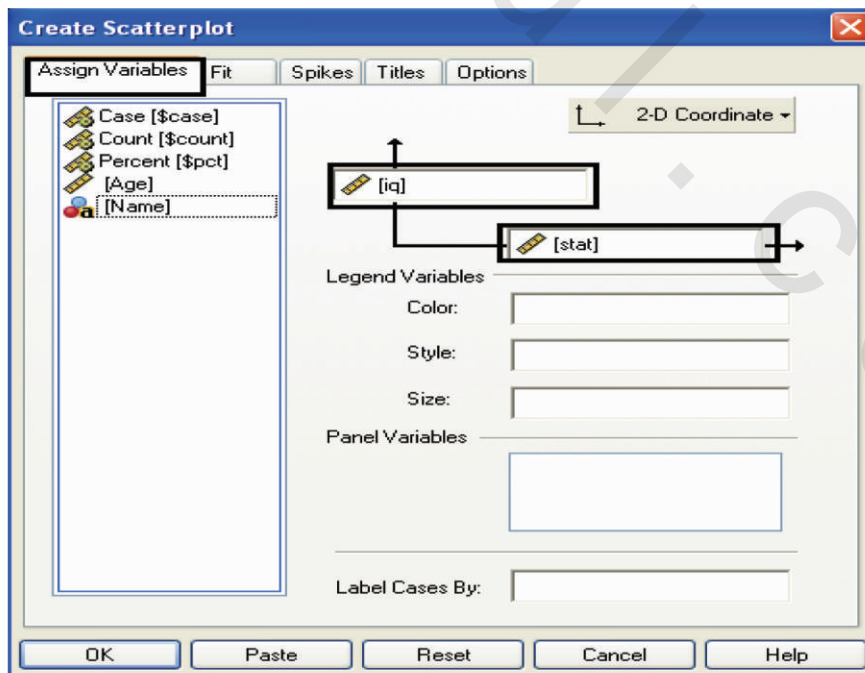 Create Scatterplot
Assign Variables Fit Spikes Titles Options
Case [$case]
Count [$count]
Percent [$pct]
[Age]
[Name]
2-D Coordinate
[iq]
[stat]
Legend Variables
Color:
Style:
Size:
Panel Variables
Label Cases By:
OK Paste Reset Cancel Help